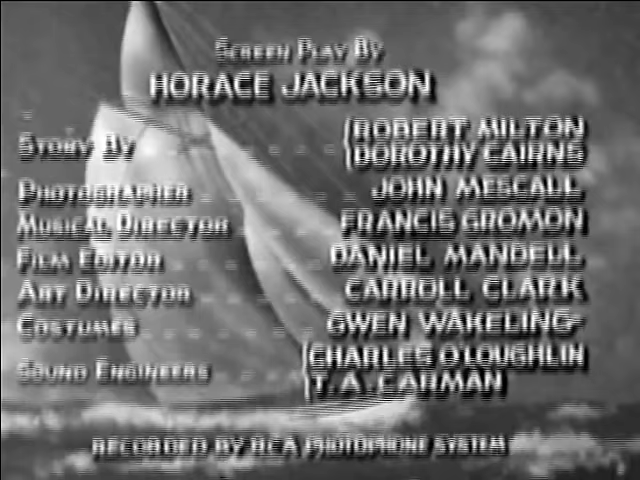 SCREEN PLAY BY
HORACE JACKSON
STORY BY ROBERT MILTON
DOROTHY CAIRNS
PHOTOGRAPHER JOHN MESCALL
MUSICAL DIRECTOR FRANCIS GROMON
FILM EDITOR DANIEL MANDELL
ART DIRECTOR CARROLL CLARK
COSTUMES GWEN WAKELING
SOUND ENGINEERS CHARLES O'LOUGHLIN
T. A. CARMAN
RECORDED BY RCA PHOTOPHONE SYSTEM